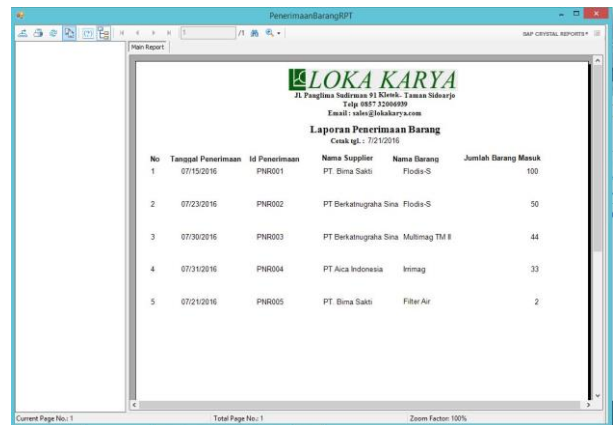 PenerimaanBarangRPT
1 /1 SAP CRYSTAL REPORTS
Main Report
LOKA KARYA
Jl. Panglima Sudirman 91 Kletek- Taman Sidoarjo
Telp 0857 32006939
Email : sales@lokakarya.com
Laporan Penerimaan Barang
Cetak tgl. : 7/21/2016
No Tanggal Penerimaan Id Penerimaan Nama Supplier Nama Barang Jumlah Barang Masuk
1 07/15/2016 PNR001 PT. Bima Sakti Flodis-S 100
2 07/23/2016 PNR002 PT Berkatnugraha Sina Flodis-S 50
3 07/30/2016 PNR003 PT Berkatnugraha Sina Multimag TM II 44
4 07/31/2016 PNR004 PT Aica Indonesia Irrimag 33
5 07/21/2016 PNR005 PT. Bima Sakti Filter Air 2
Current Page No.: 1 Total Page No.: 1 Zoom Factor: 100%